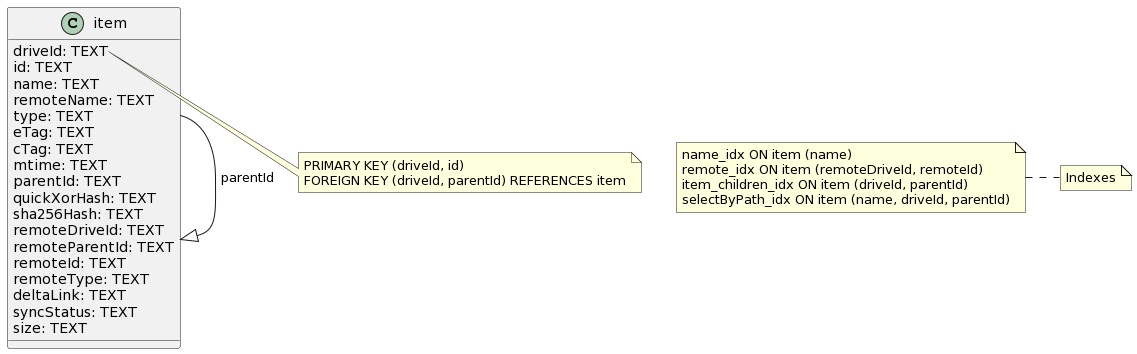 C item
driveId: TEXT
id: TEXT
name: TEXT
remoteName: TEXT
type: TEXT
eTag: TEXT
cTag: TEXT
mtime: TEXT
parentId: TEXT
quickXorHash: TEXT
sha256Hash: TEXT
remoteDriveId: TEXT
remoteParentId: TEXT
remoteId: TEXT
remoteType: TEXT
deltaLink: TEXT
syncStatus: TEXT
size: TEXT
parentId
PRIMARY KEY (driveId, id)
FOREIGN KEY (driveId, parentId) REFERENCES item
name_idx ON item (name)
remote_idx ON item (remoteDriveId, remoteId)
item_children_idx ON item (driveId, parentId)
selectByPath_idx ON item (name, driveId, parentId)
Indexes